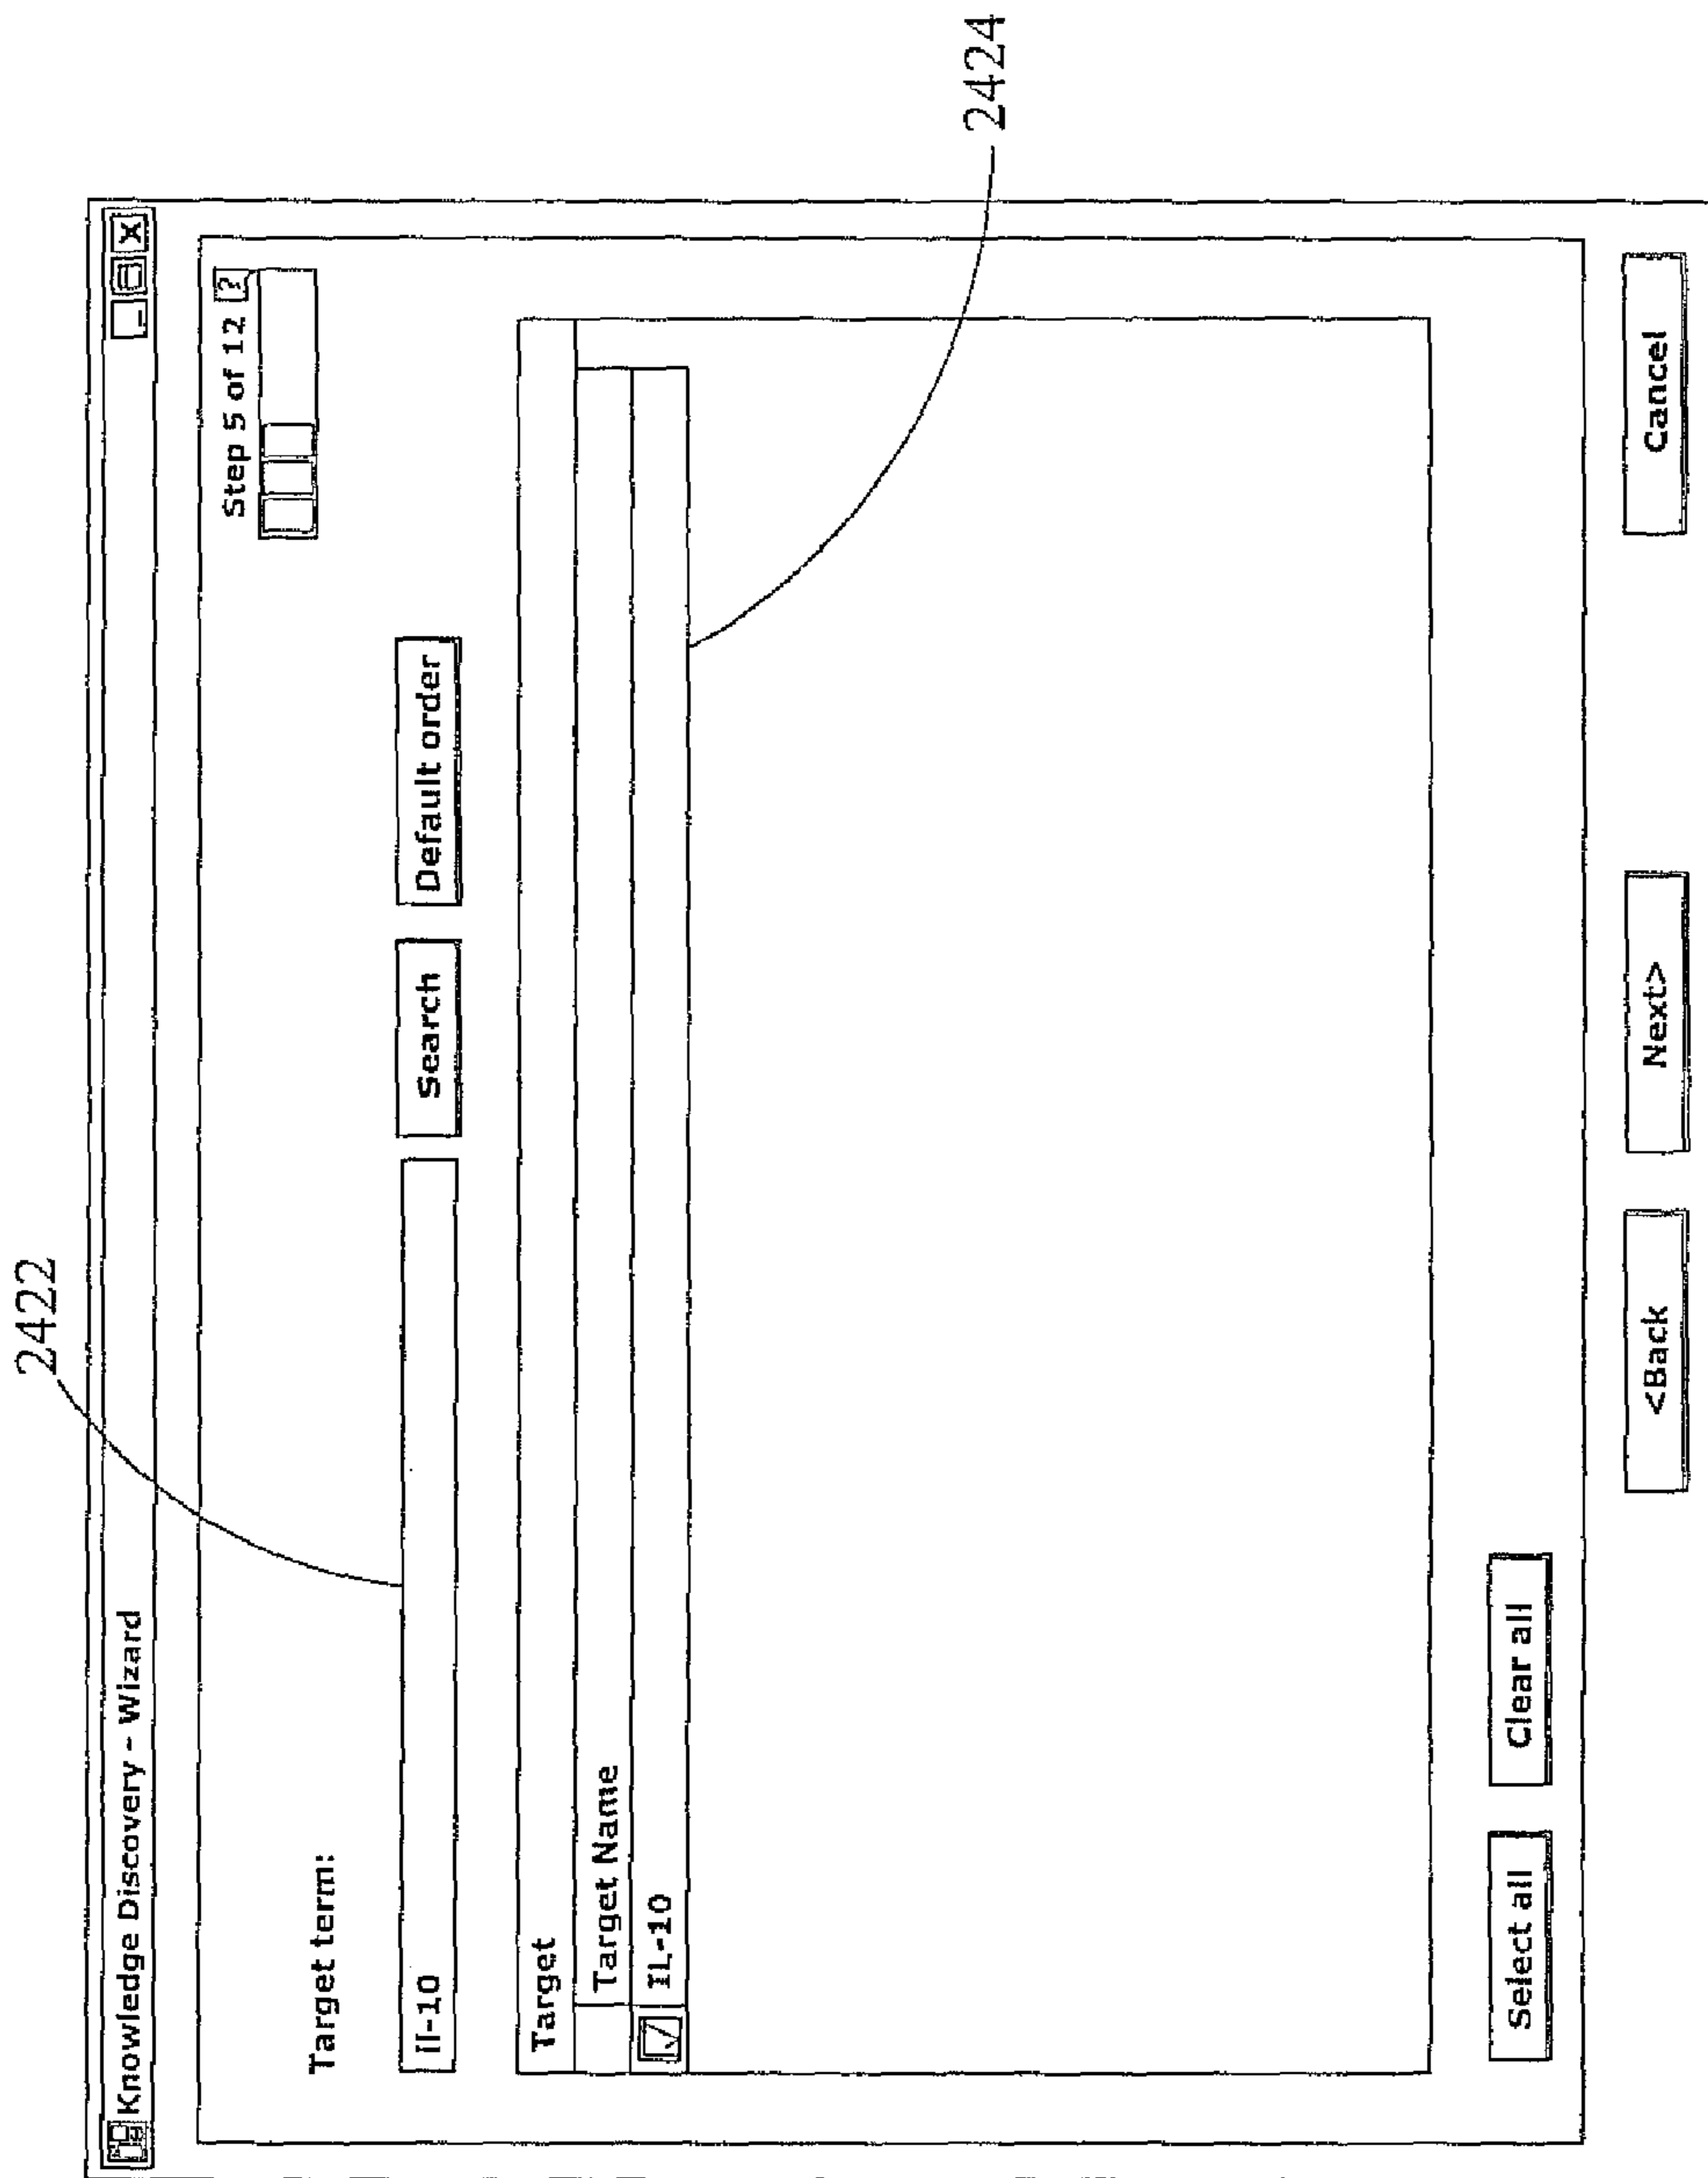 2422
Knowledge Discovery - Wizard
Step 5 of 12 ?
Target term:
Il-10 Search Default order
Target
Target Name
IL-10
2424
Select all Clear all
<Back Next> Cancel